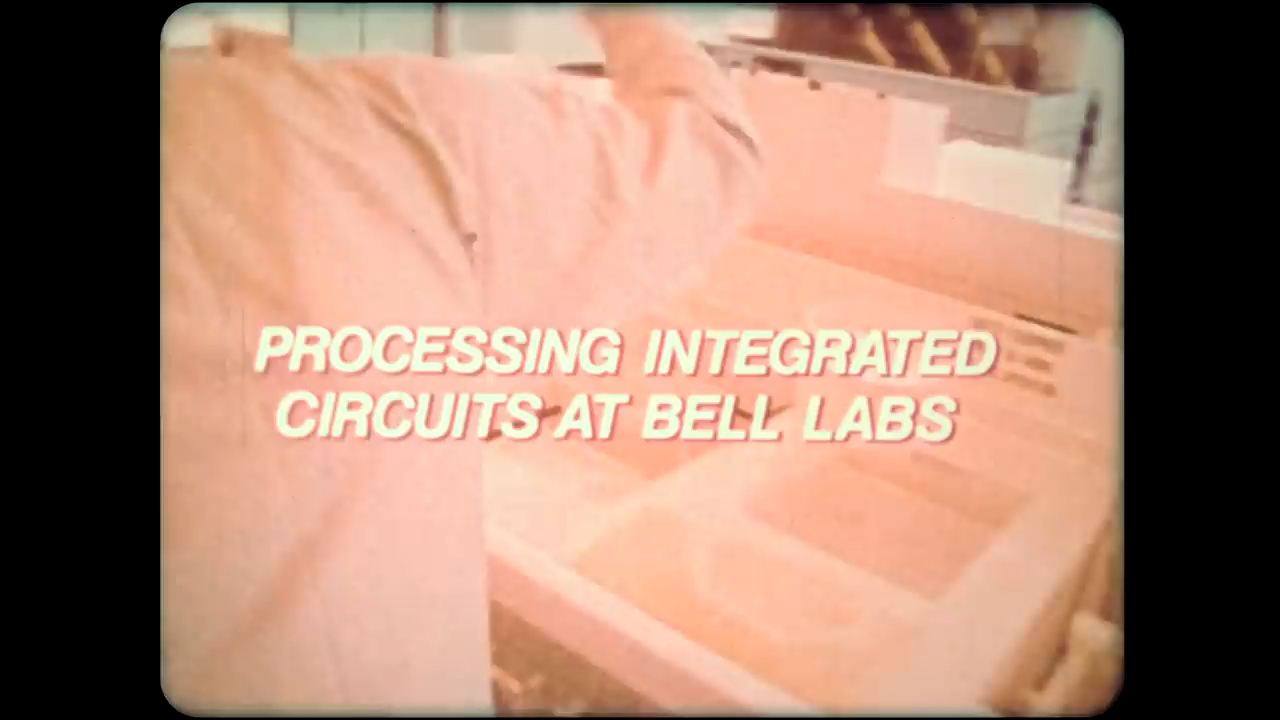 PROCESSING INTEGRATED
CIRCUITS AT BELL LABS